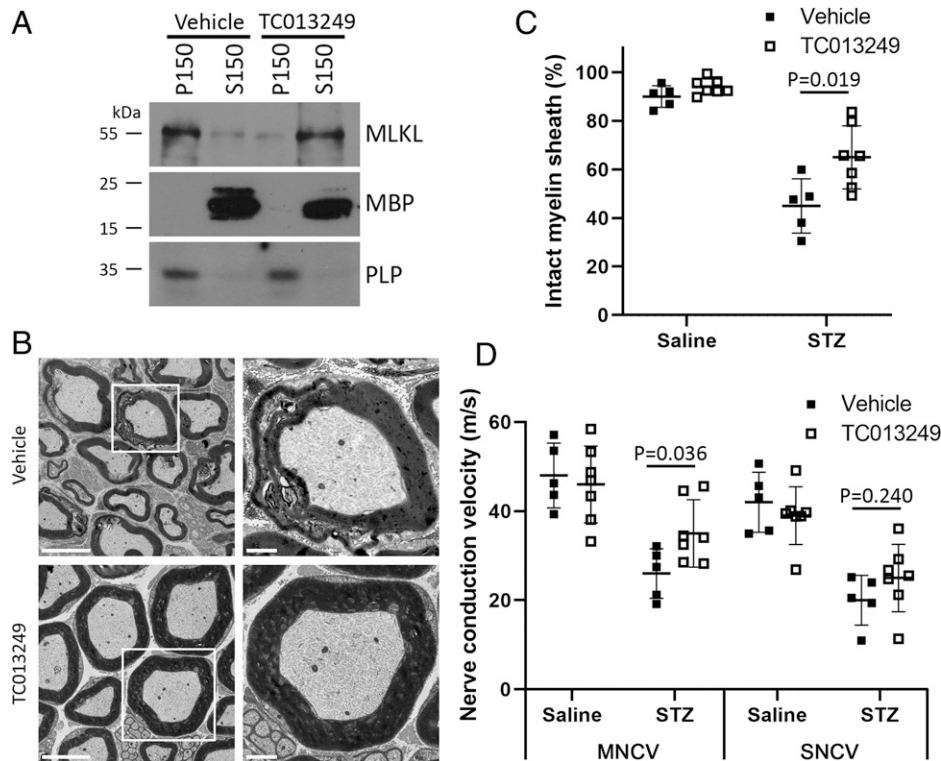 A
Vehicle TC013249
P150 S150 P150 S150
kDa
55 MLKL
25
MBP
15
35 PLP
B
Vehicle
TC013249
C
Vehicle
TC013249
Intact myelin sheath (%)
100
80
60
40
20
0
P=0.019
Saline STZ
D
Vehicle
TC013249
Nerve conduction velocity (m/s)
60
40
20
0
P=0.036
P=0.240
Saline STZ Saline STZ
MNCV SNCV